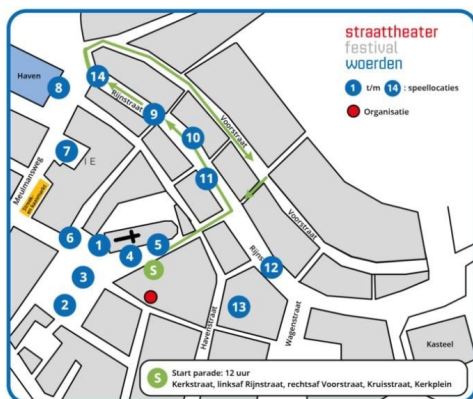 straattheater
festival
woerden
1 t/m 14 : speellocaties
Organisatie
Haven
8
14
Rijnstraat
9
10
Voorstraat
7
I E
Meulmansweg
11
6
1
4
5
S
3
2
Rijns
12
Voorstraat
13
Havenstraat
Wagenstraat
Kasteel
S
Start parade: 12 uur
Kerkstraat, linksaf Rijnstraat, rechtsaf Voorstraat, Kruisstraat, Kerkplein